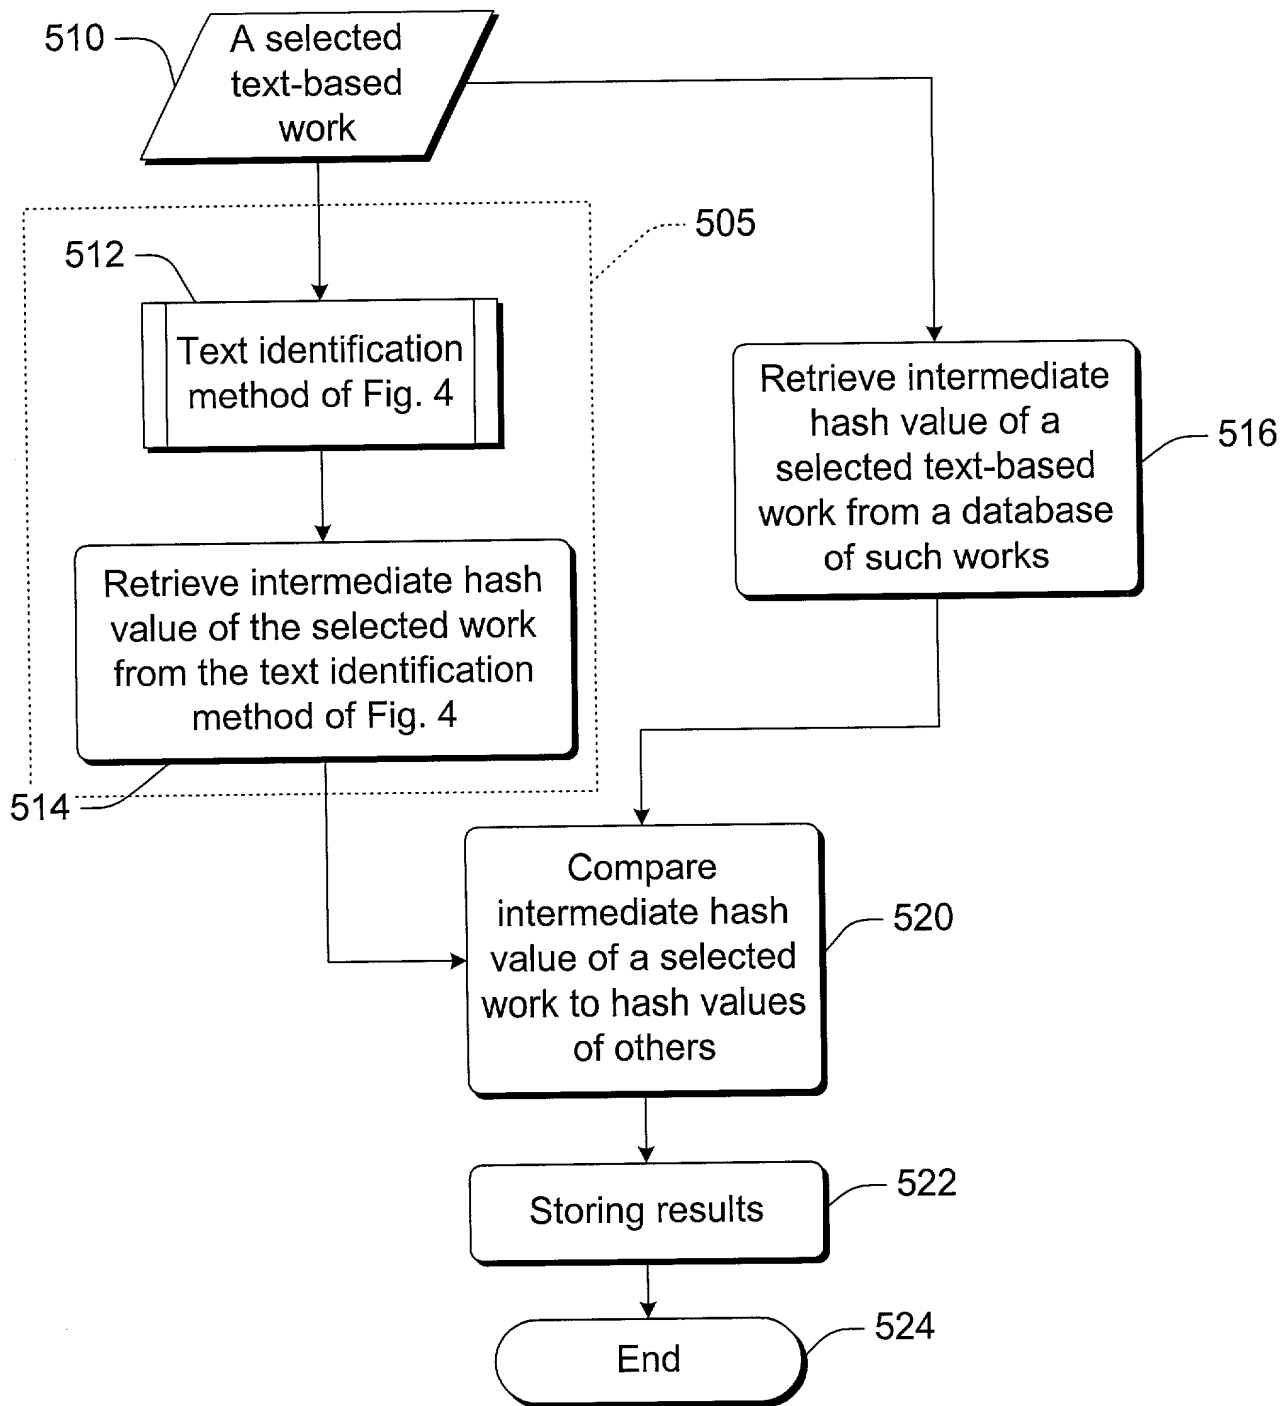 510
A selected
text-based
work
505
512
Text identification
method of Fig. 4
Retrieve intermediate
hash value of a
selected text-based
work from a database
of such works
516
Retrieve intermediate hash
value of the selected work
from the text identification
method of Fig. 4
514
Compare
intermediate hash
value of a selected
work to hash values
of others
520
Storing results
522
End
524